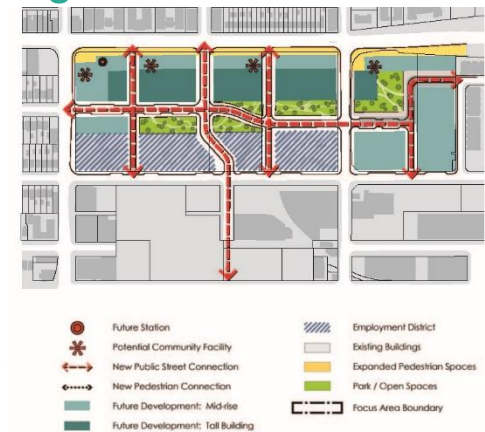 Future Station
Potential Community Facility
New Public Street Connection
New Pedestrian Connection
Future Development: Mid-rise
Future Development: Tall Building
Employment District
Existing Buildings
Expanded Pedestrian Spaces
Park / Open Spaces
Focus Area Boundary